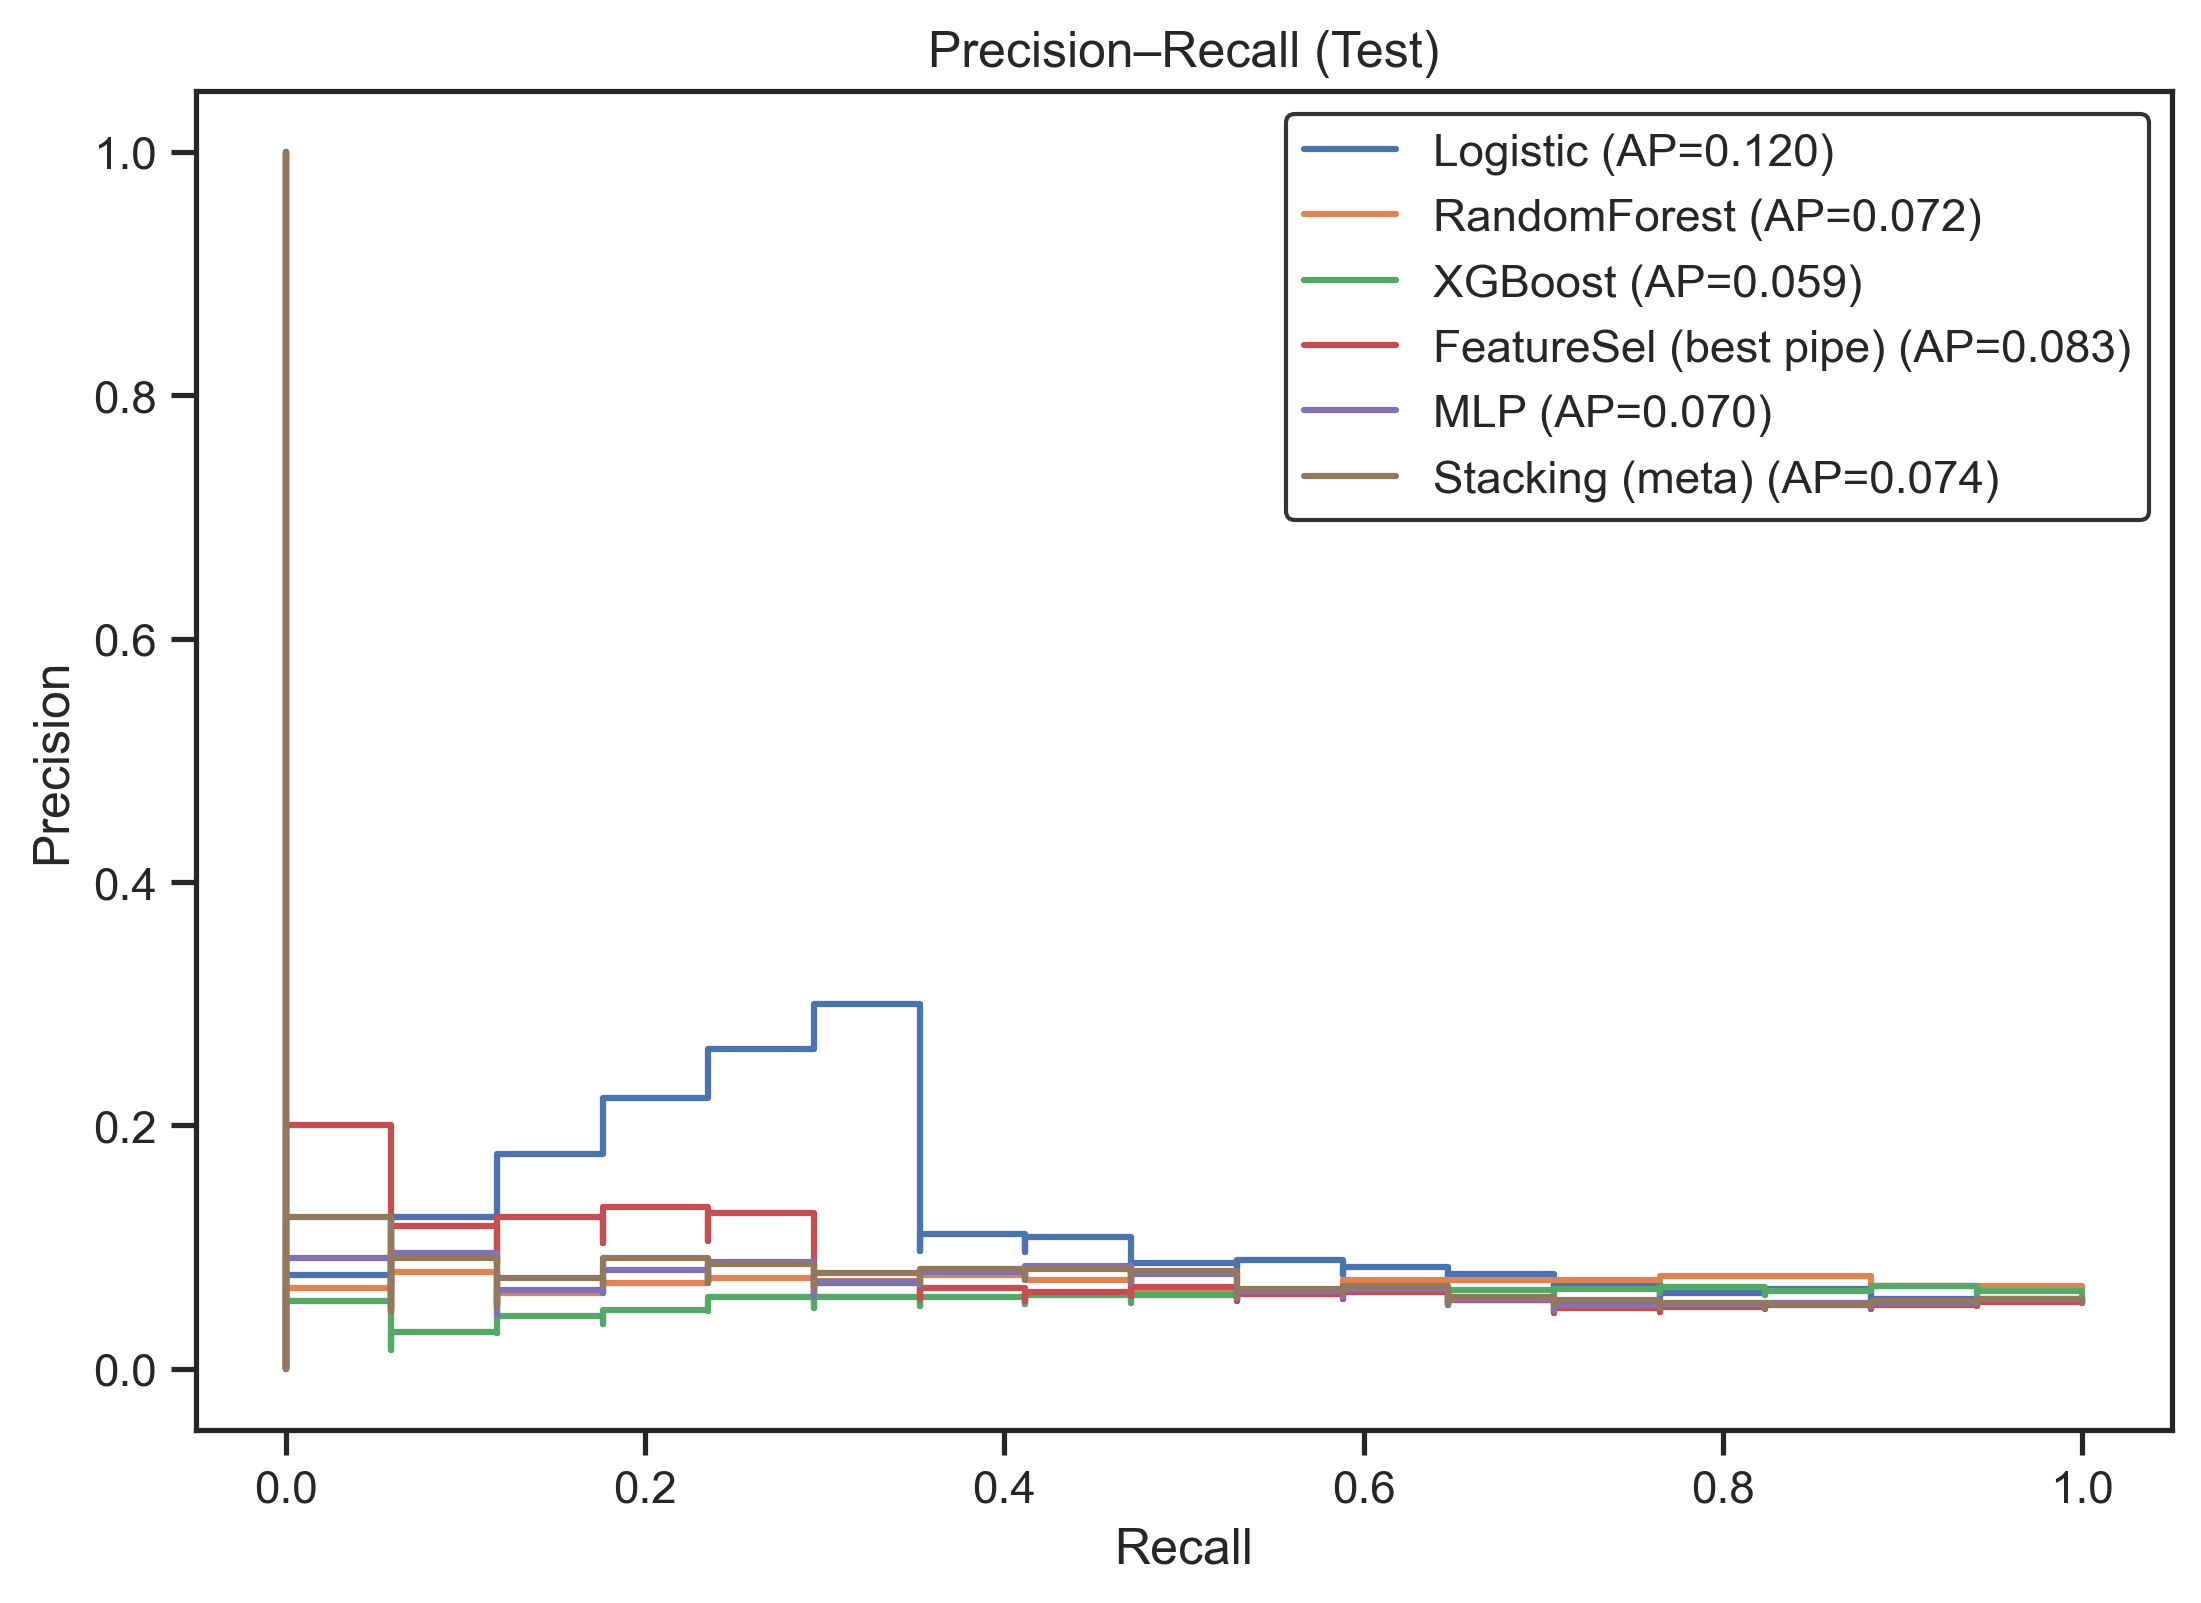 Precision–Recall (Test)
Logistic (AP=0.120)
RandomForest (AP=0.072)
XGBoost (AP=0.059)
FeatureSel (best pipe) (AP=0.083)
MLP (AP=0.070)
Stacking (meta) (AP=0.074)
Precision
1.0
0.8
0.6
0.4
0.2
0.0
0.0 0.2 0.4 0.6 0.8 1.0
Recall